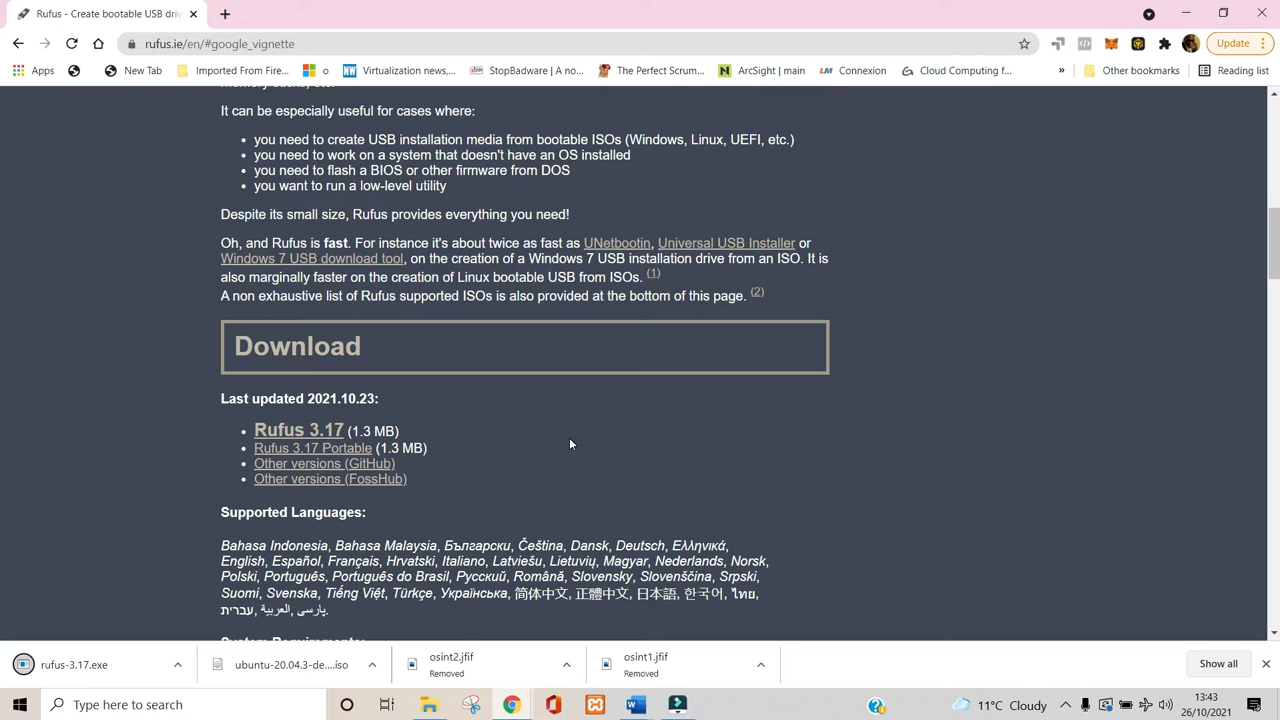 Rufus - Create bootable USB driv
rufus.ie/en/#google_vignette
Update
Apps
New Tab
Imported From Fire...
o
Virtualization news,...
StopBadware | A no...
The Perfect Scrum...
N
ArcSight | main
LM
Connexion
Cloud Computing f...
»
Other bookmarks
Reading list
It can be especially useful for cases where:
• you need to create USB installation media from bootable ISOs (Windows, Linux, UEFI, etc.)
• you need to work on a system that doesn't have an OS installed
• you need to flash a BIOS or other firmware from DOS
• you want to run a low-level utility
Despite its small size, Rufus provides everything you need!
Oh, and Rufus is fast. For instance it's about twice as fast as UNetbootin, Universal USB Installer or
Windows 7 USB download tool, on the creation of a Windows 7 USB installation drive from an ISO. It is
also marginally faster on the creation of Linux bootable USB from ISOs. (1)
A non exhaustive list of Rufus supported ISOs is also provided at the bottom of this page. (2)
Download
Last updated 2021.10.23:
• Rufus 3.17 (1.3 MB)
• Rufus 3.17 Portable (1.3 MB)
• Other versions (GitHub)
• Other versions (FossHub)
Supported Languages:
Bahasa Indonesia, Bahasa Malaysia, Български, Čeština, Dansk, Deutsch, Ελληνικά,
English, Español, Français, Hrvatski, Italiano, Latviešu, Lietuvių, Magyar, Nederlands, Norsk,
Polski, Português, Português do Brasil, Русский, Română, Slovensky, Slovenščina, Srpski,
Suomi, Svenska, Tiếng Việt, Türkçe, Українська, 简体中文, 正體中文, 日本語, 한국어, ไทย,
עברית, العربية, پارسی.
System Requirements:
rufus-3.17.exe
ubuntu-20.04.3-de....iso
osint2.jfif
Removed
osint1.jfif
Removed
Show all
Type here to search
11°C Cloudy
13:43
26/10/2021